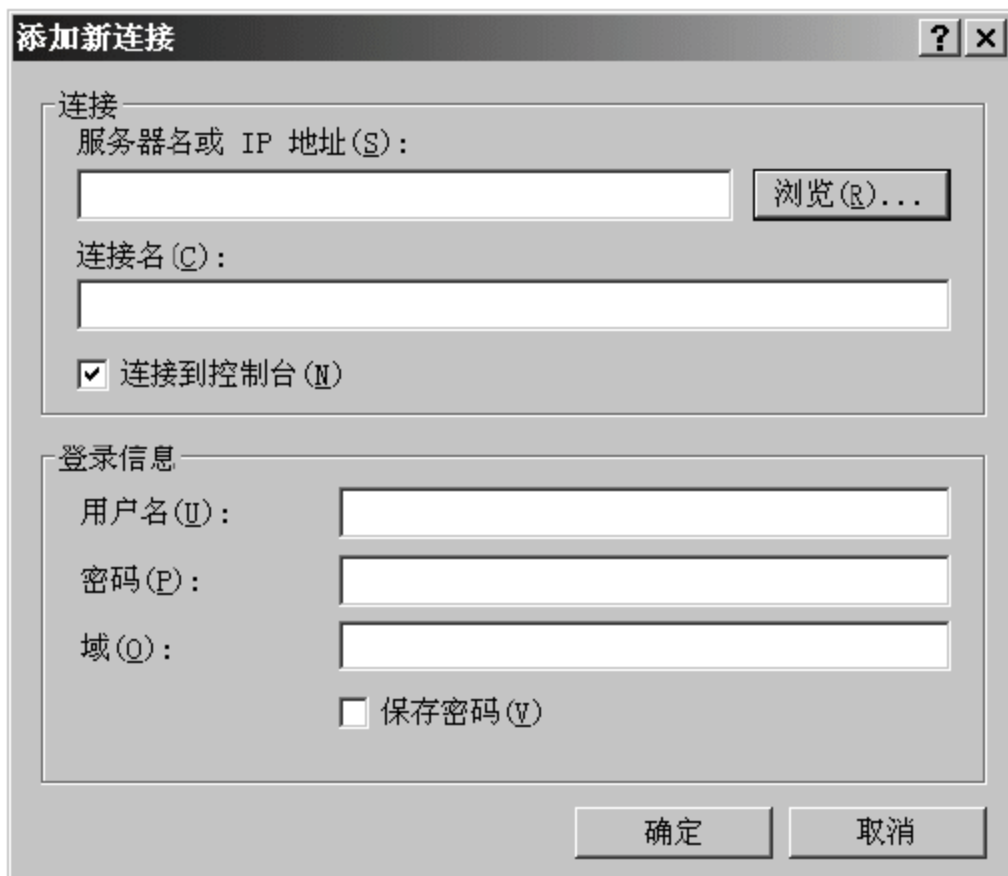 添加新连接
连接
服务器名或 IP 地址(S):
浏览(R)...
连接名(C):
连接到控制台(N)
登录信息
用户名(U):
密码(P):
域(O):
保存密码(V)
确定 取消